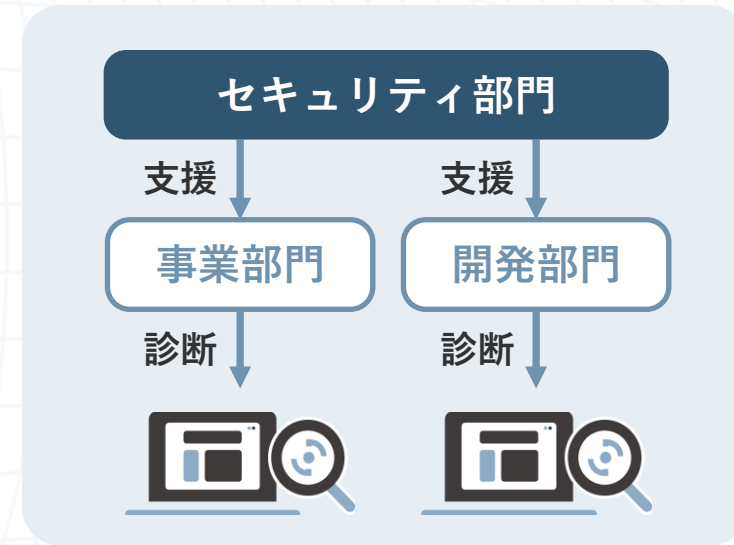 セキュリティ部門
支援
支援
事業部門
開発部門
診断
診断